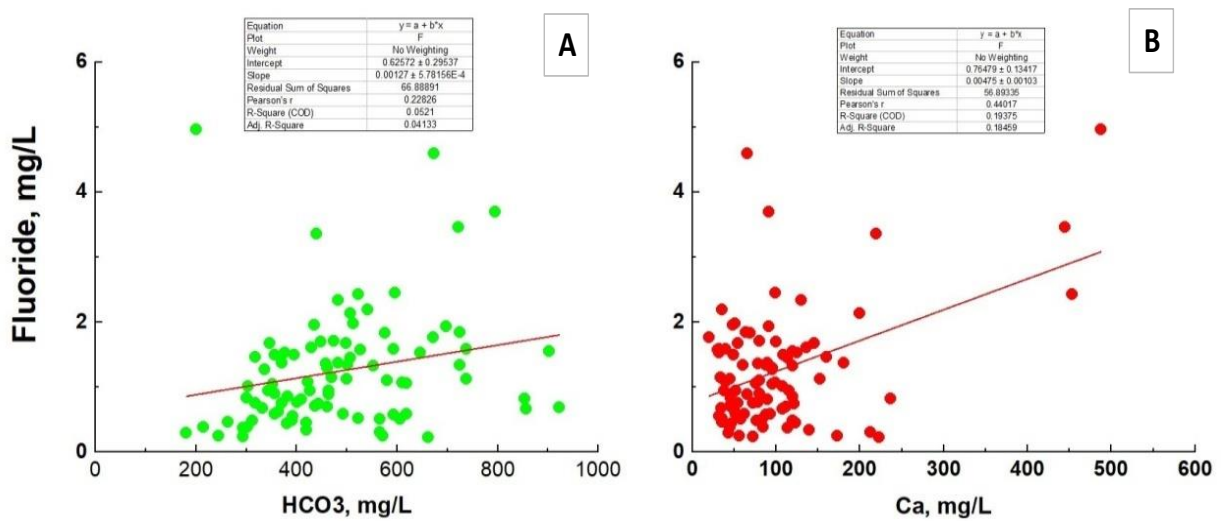 A
Equation y = a + b*x
Plot F
Weight No Weighting
Intercept 0.62572 ± 0.29537
Slope 0.00127 ± 5.78156E-4
Residual Sum of Squares 66.88891
Pearson's r 0.22826
R-Square (COD) 0.0521
Adj. R-Square 0.04133
Fluoride, mg/L
6
4
2
0
0 200 400 600 800 1000
HCO3, mg/L
B
Equation y = a + b*x
Plot F
Weight No Weighting
Intercept 0.76479 ± 0.13417
Slope 0.00475 ± 0.00103
Residual Sum of Squares 56.89335
Pearson's r 0.44017
R-Square (COD) 0.19375
Adj. R-Square 0.18459
6
4
2
0
0 100 200 300 400 500 600
Ca, mg/L